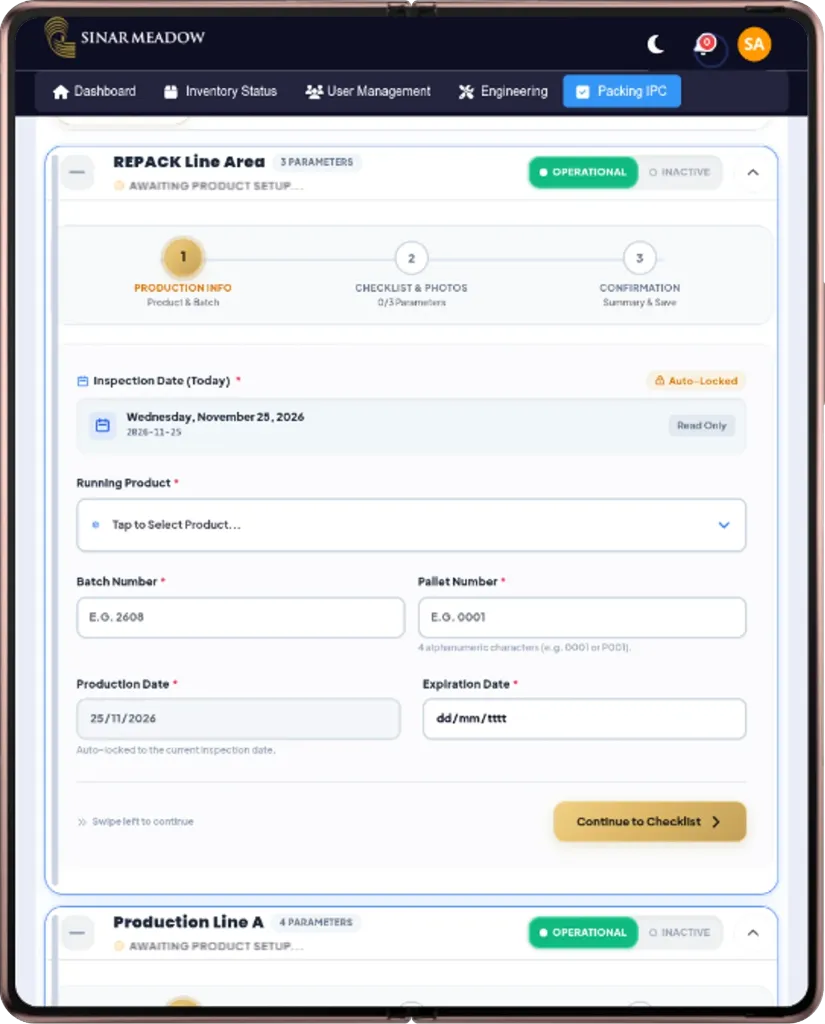 SINAR MEADOW
0
SA
Dashboard
Inventory Status
User Management
Engineering
Packing IPC
REPACK Line Area
3 PARAMETERS
AWAITING PRODUCT SETUP...
OPERATIONAL
INACTIVE
1
2
3
PRODUCTION INFO
CHECKLIST & PHOTOS
CONFIRMATION
Product & Batch
0/3 Parameters
Summary & Save
Inspection Date (Today) *
Auto-Locked
Wednesday, November 25, 2026
2026-11-25
Read Only
Running Product *
Tap to Select Product...
Batch Number *
Pallet Number *
E.G. 2608
E.G. 0001
4 alphanumeric characters (e.g. 0001 or P001).
Production Date *
Expiration Date *
25/11/2026
dd/mm/tttt
Auto-locked to the current inspection date.
Swipe left to continue
Continue to Checklist
Production Line A
4 PARAMETERS
AWAITING PRODUCT SETUP...
OPERATIONAL
INACTIVE